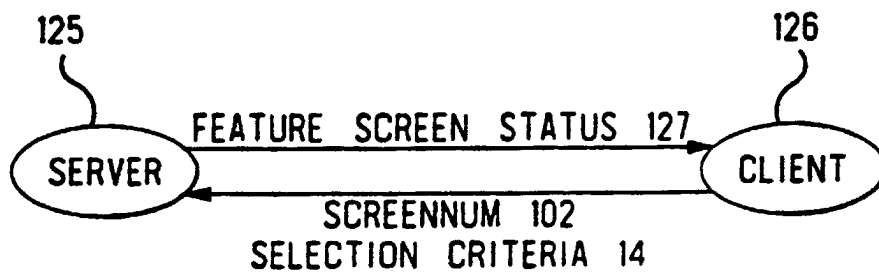 125
126
FEATURE SCREEN STATUS 127
SERVER
CLIENT
SCREENNUM 102
SELECTION CRITERIA 14